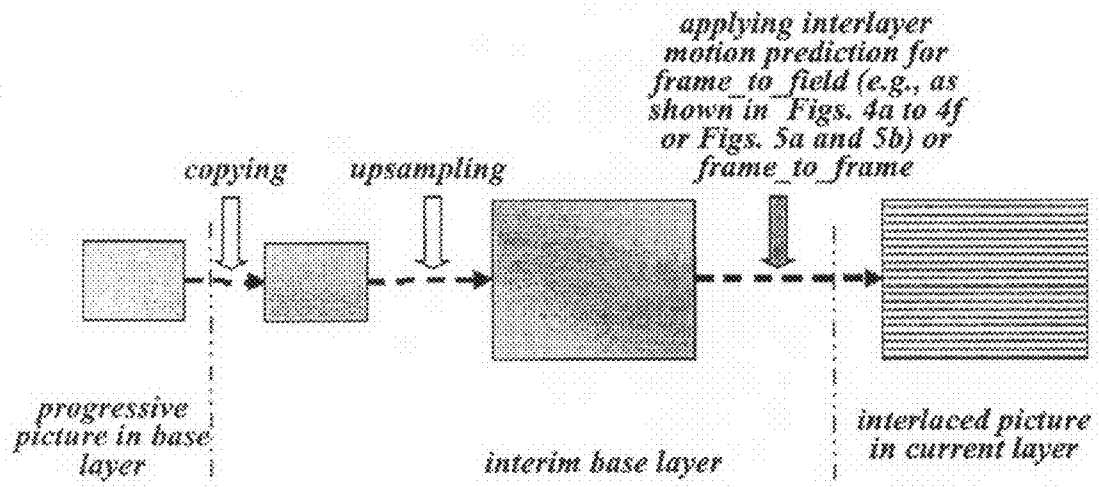 applying interlayer
motion prediction for
frame_to_field (e.g., as
shown in Figs. 4a to 4f
or Figs. 5a and 5b) or
frame_to_frame
copying
upsampling
progressive
picture in base
layer
interim base layer
interlaced picture
in current layer